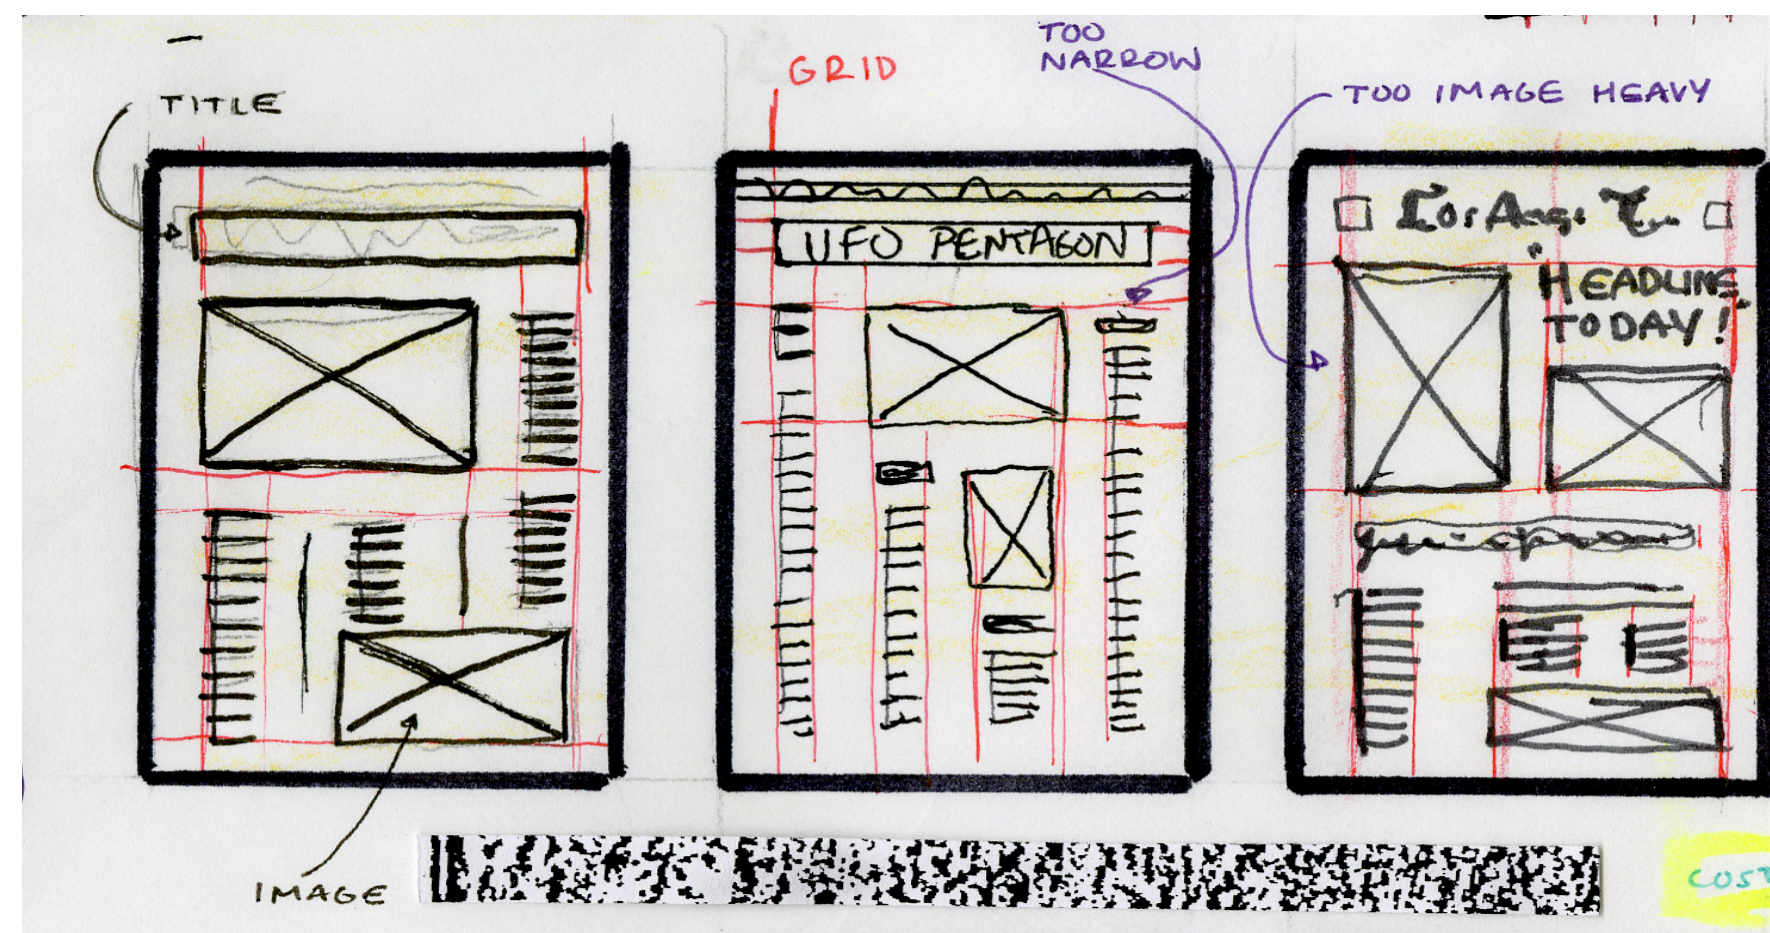 TOO
NARROW
GRID
TOO IMAGE HEAVY
TITLE
UFO PENTAGON
"HEADLINE
TODAY!"
IMAGE